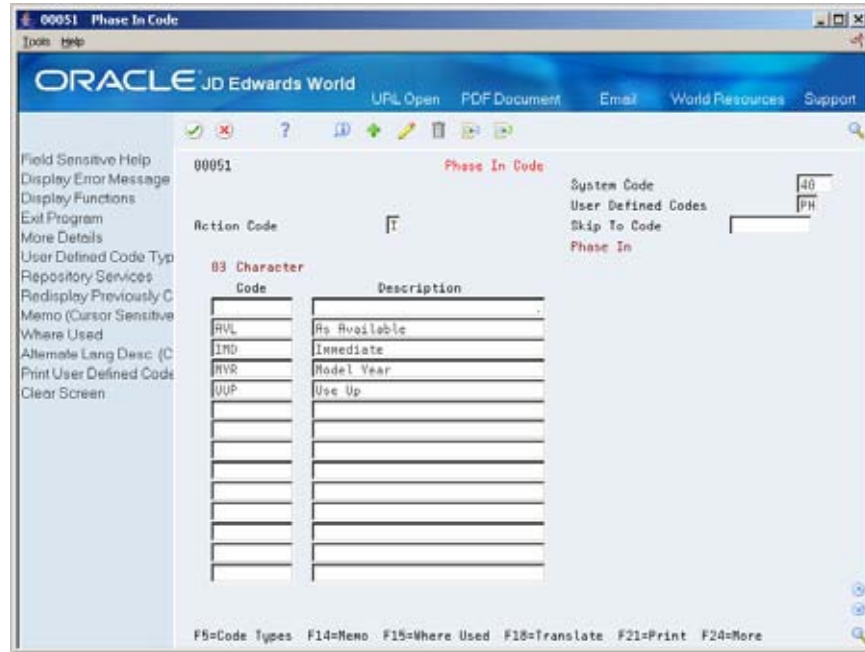 00051 Phase In Code
Tools Help
ORACLE JD Edwards World
URL Open PDF Document Email World Resources Support
Field Sensitive Help
Display Error Message
Display Functions
Exit Program
More Details
User Defined Code Typ
Repository Services
Redisplay Previously C
Memo (Cursor Sensitive
Where Used
Alternate Lang Desc (C
Print User Defined Code
Clear Screen
00051 Phase In Code
System Code 40
User Defined Codes PH
Action Code I Skip To Code
Phase In
03 Character
Code Description
.
AVL As Available
IMD Immediate
MYR Model Year
UUP Use Up
F5=Code Types F14=Memo F15=Where Used F18=Translate F21=Print F24=More